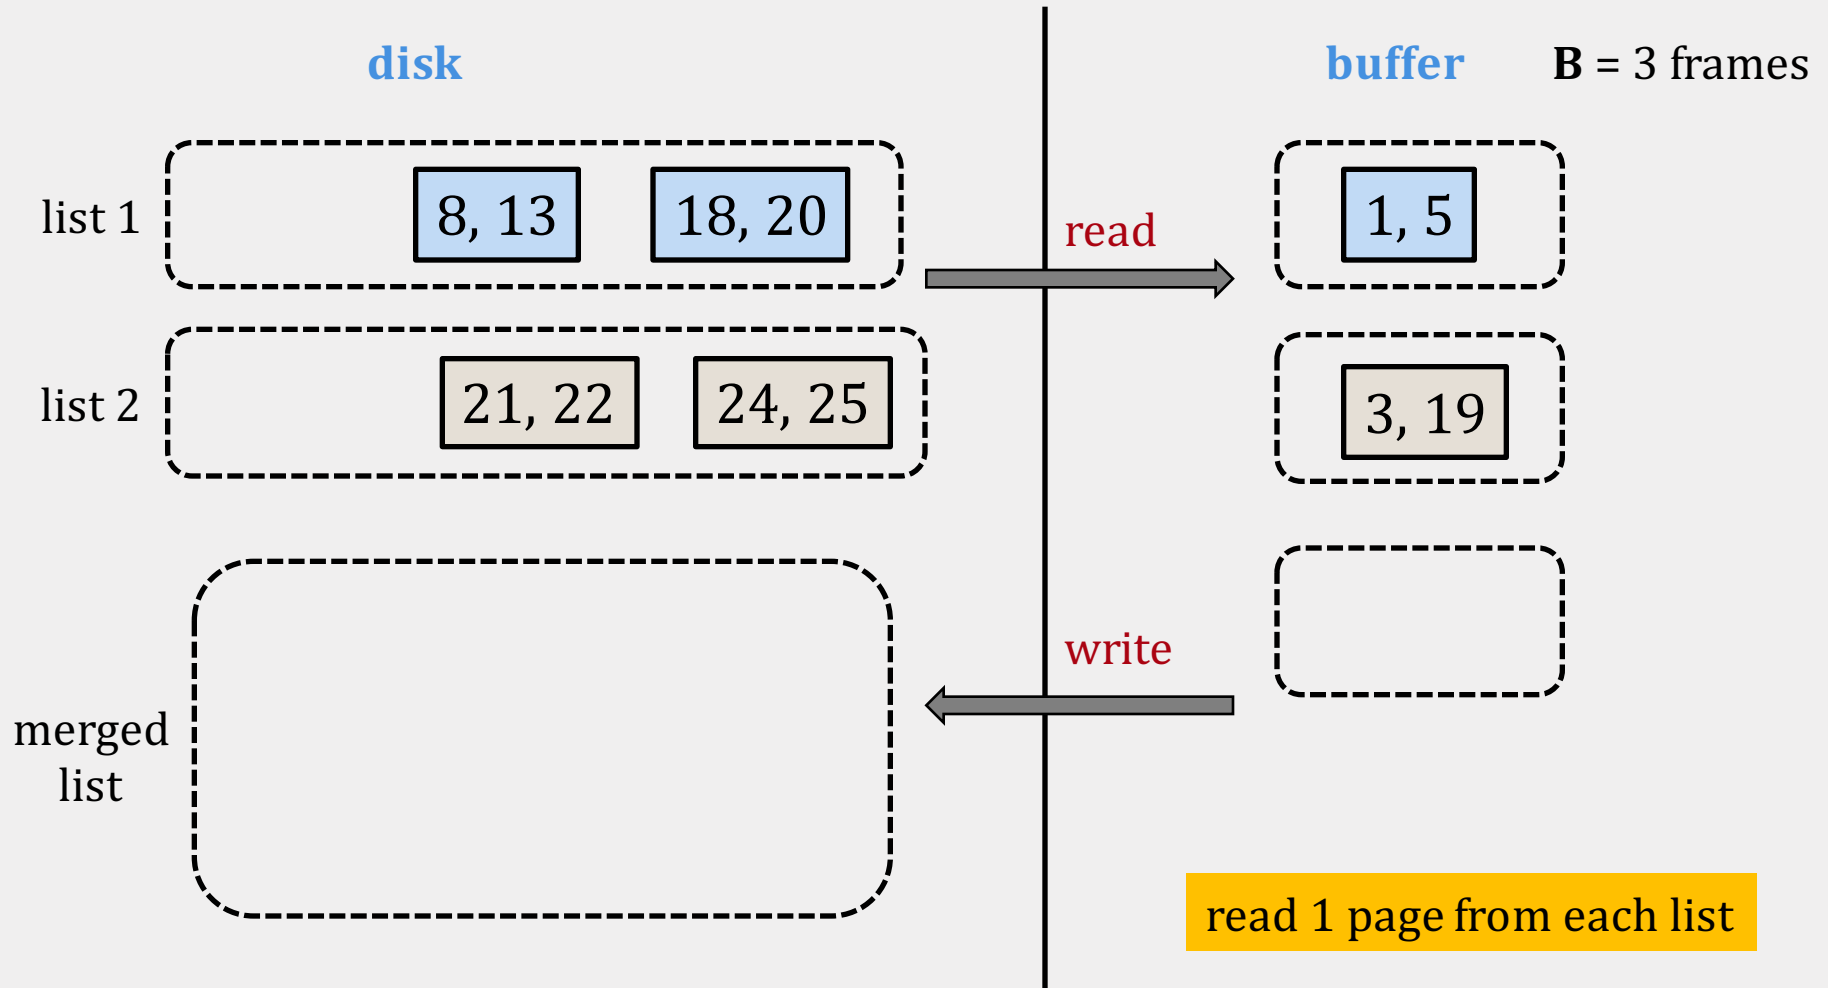 disk
buffer
B = 3 frames
list 1
8, 13
18, 20
read
1, 5
list 2
21, 22
24, 25
3, 19
write
merged
list
read 1 page from each list